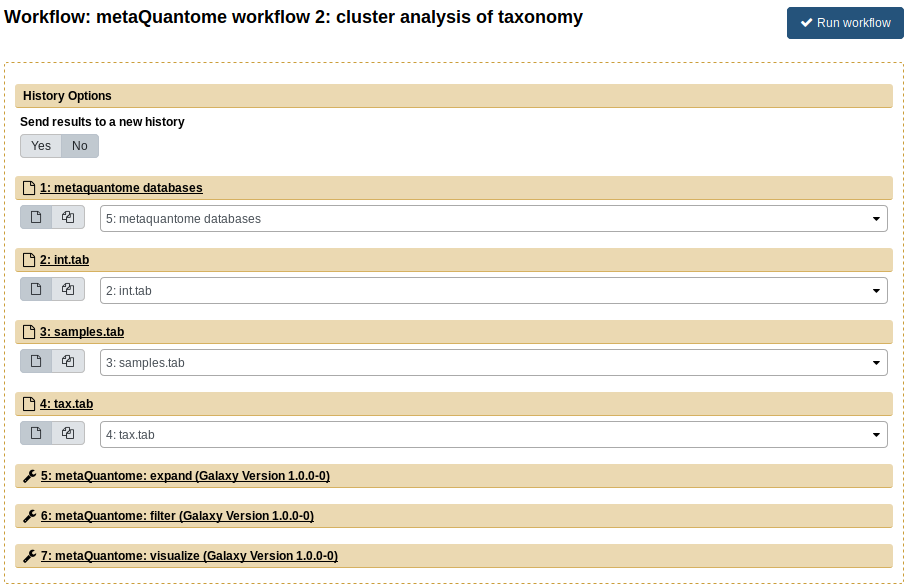 Workflow: metaQuantome workflow 2: cluster analysis of taxonomy
Run workflow
History Options
Send results to a new history
Yes No
1: metaquantome databases
5: metaquantome databases
2: int.tab
2: int.tab
3: samples.tab
3: samples.tab
4: tax.tab
4: tax.tab
5: metaQuantome: expand (Galaxy Version 1.0.0-0)
6: metaQuantome: filter (Galaxy Version 1.0.0-0)
7: metaQuantome: visualize (Galaxy Version 1.0.0-0)